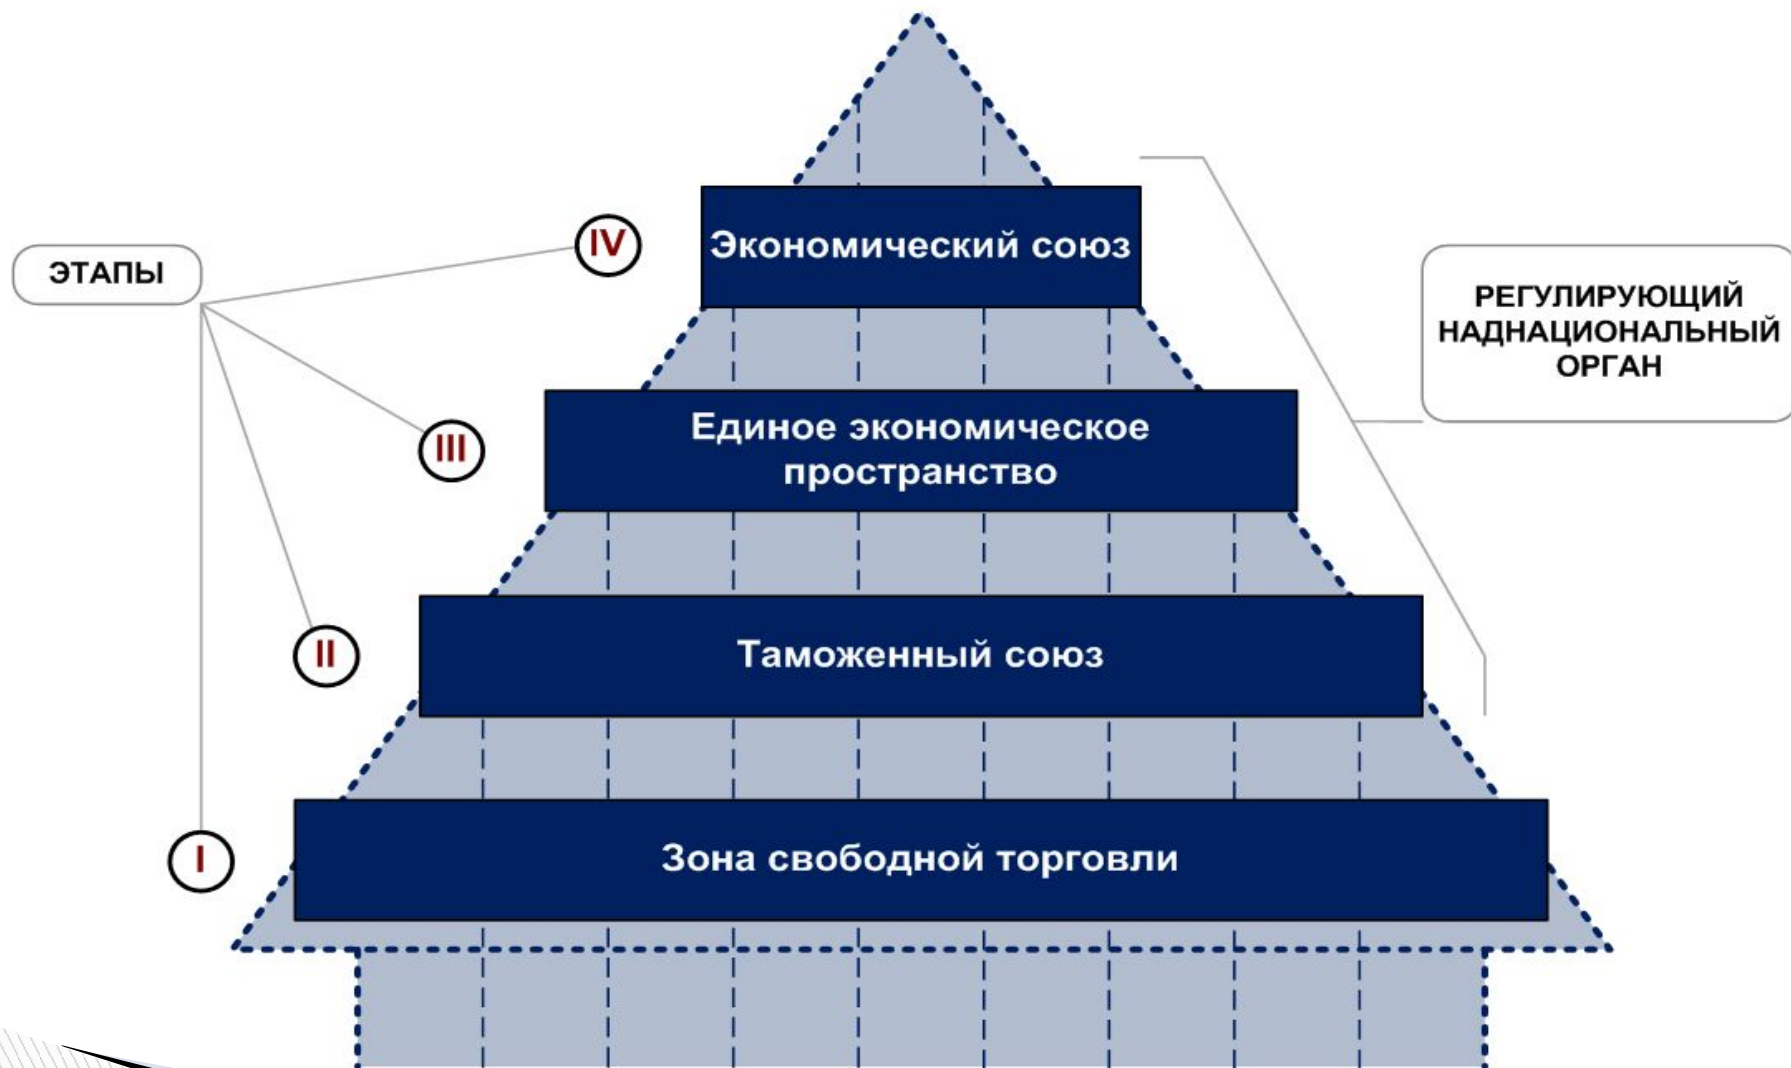 IV
Экономический союз
ЭТАПЫ
РЕГУЛИРУЮЩИЙ
НАДНАЦИОНАЛЬНЫЙ
ОРГАН
III
Единое экономическое
пространство
II
Таможенный союз
I
Зона свободной торговли